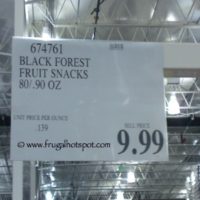 674761
BLACK FOREST
FRUIT SNACKS
80/.90 OZ
UNIT PRICE PER OUNCE
.139
SELL PRICE
9.99
www.frugalhotspot.com